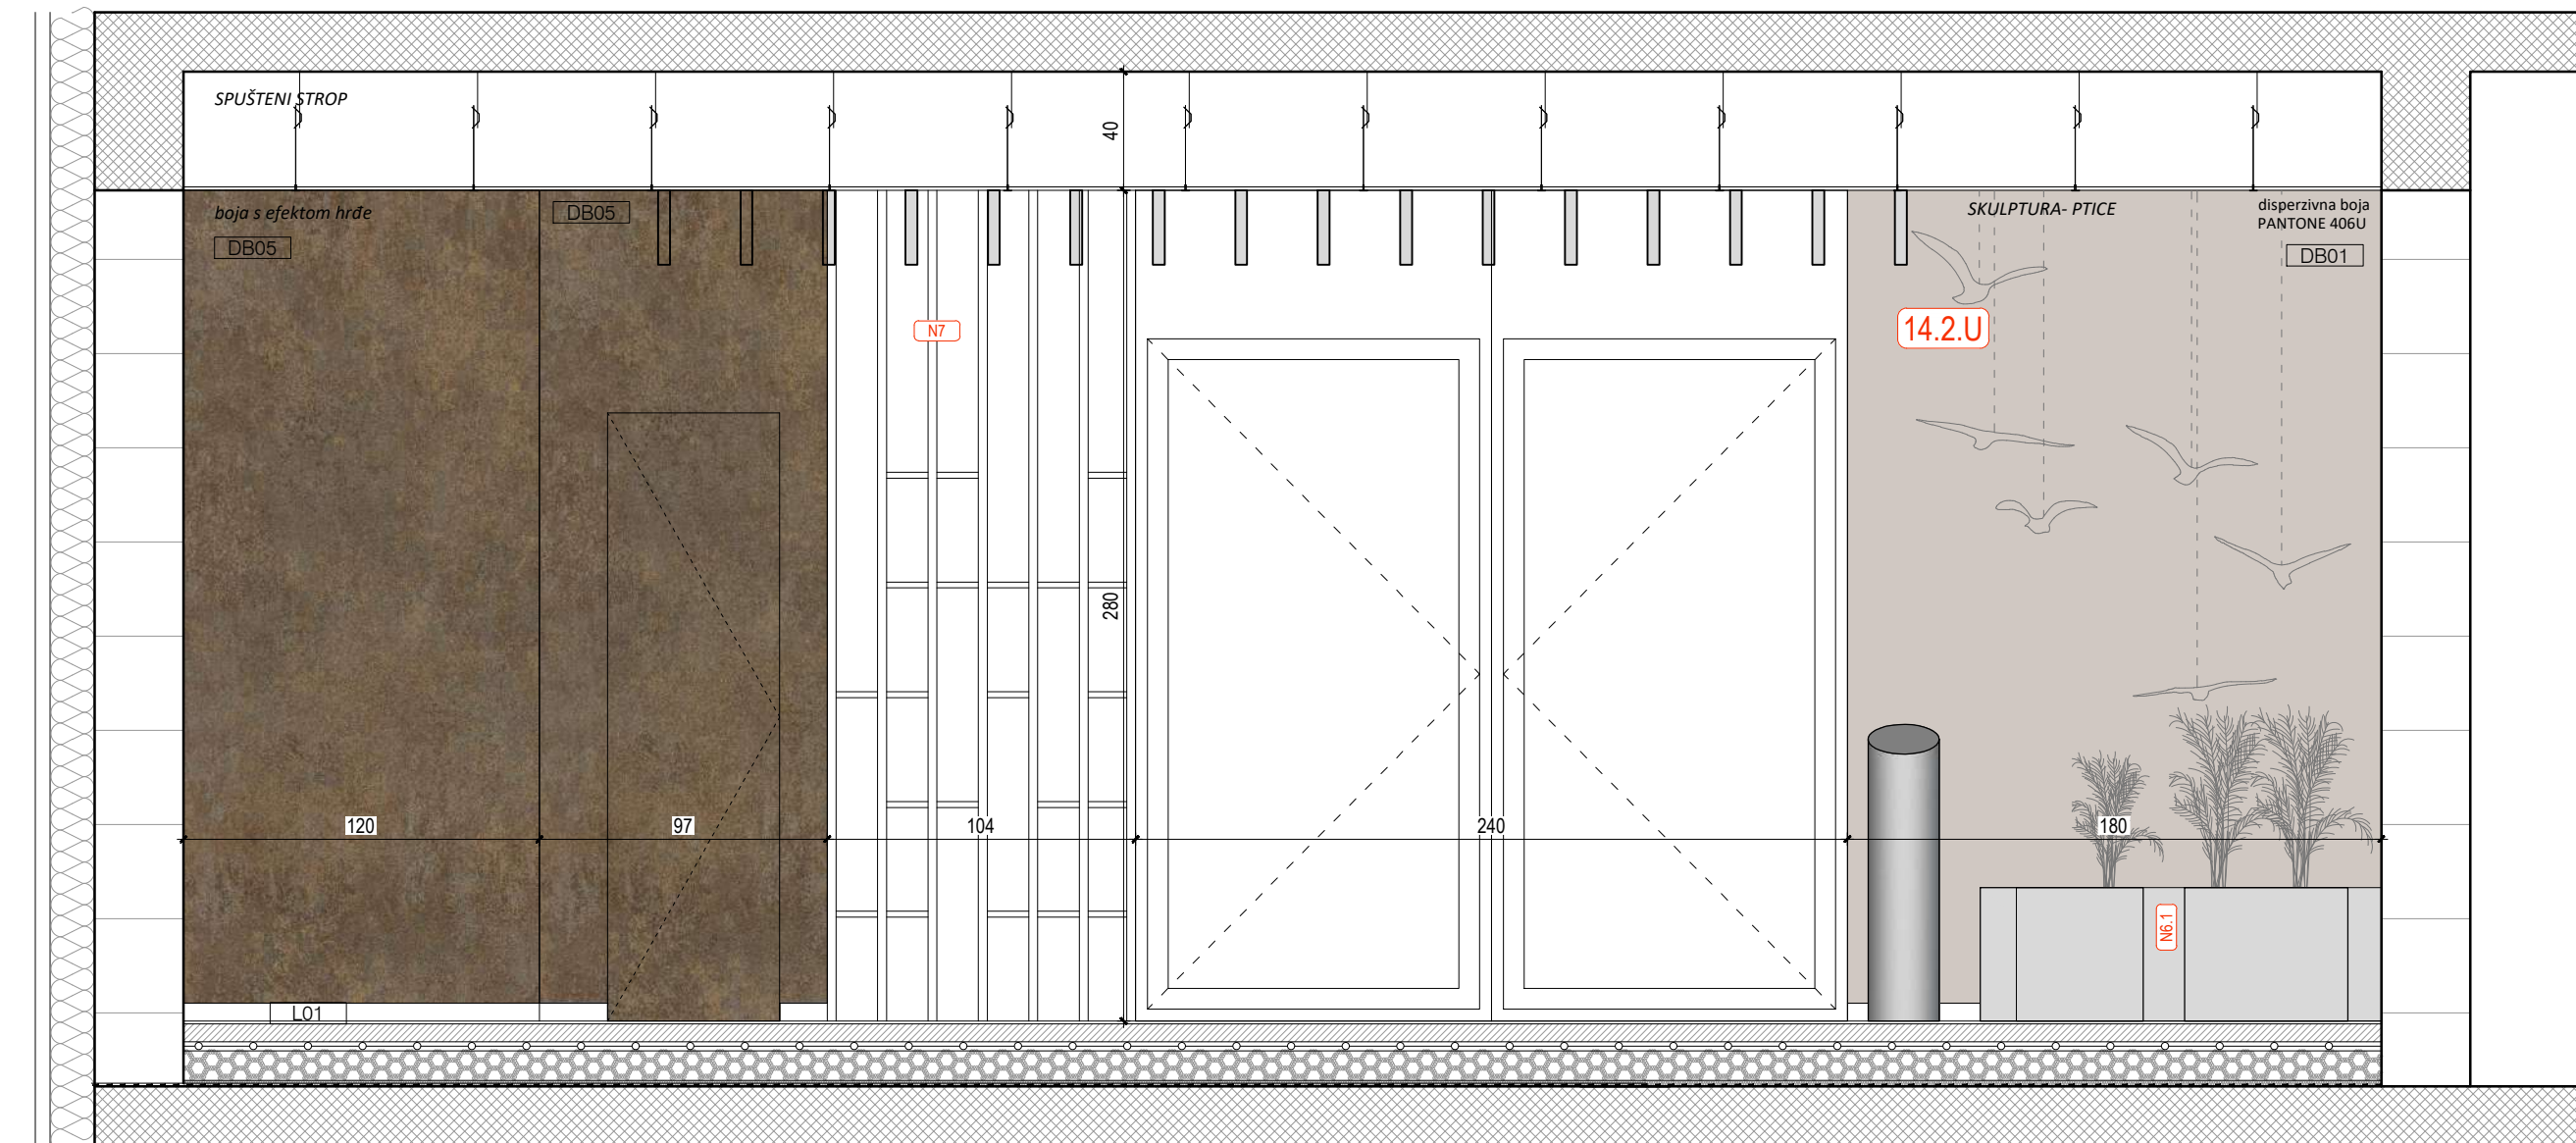 SPUŠTENI STROP
40
boja s efektom hrđe
DB05
DB05
SKULPTURA- PTICE
disperzivna boja
PANTONE 406U
DB01
N7
14.2.U
280
120
97
104
240
180
N6.1
L01